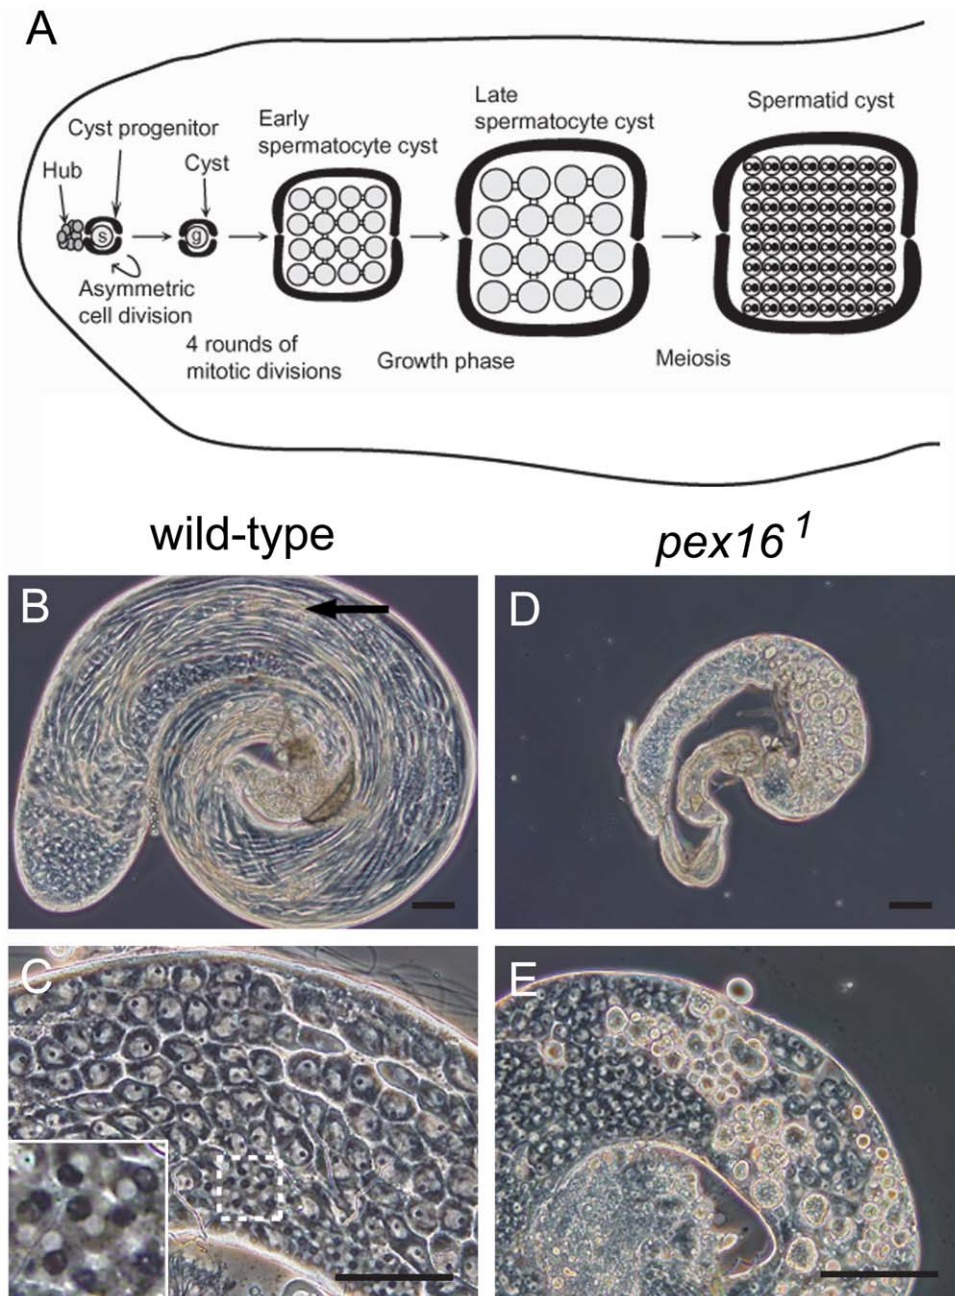 A
Cyst progenitor
Hub
Cyst
s
g
Asymmetric
cell division
4 rounds of
mitotic divisions
Early
spermatocyte cyst
Growth phase
Late
spermatocyte cyst
Meiosis
Spermatid cyst
wild-type
pex16 1
B
D
C
E